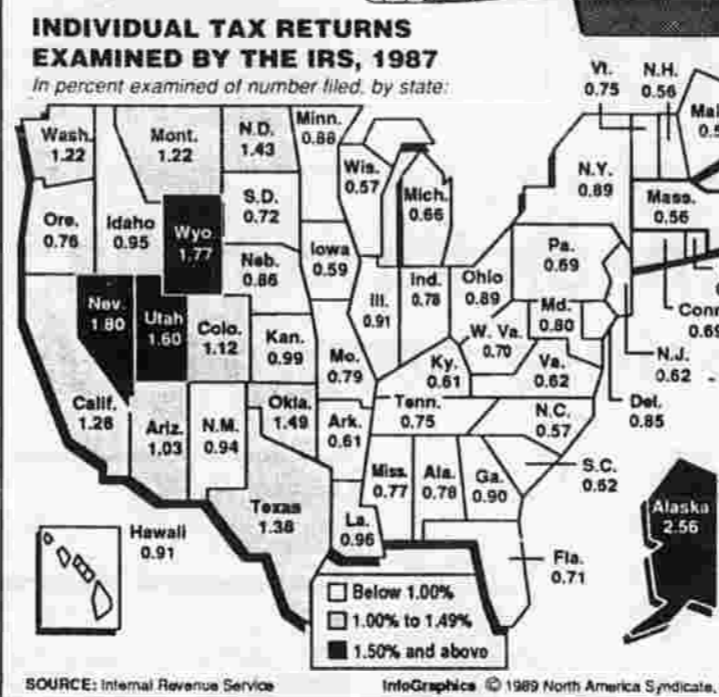 INDIVIDUAL TAX RETURNS
EXAMINED BY THE IRS, 1987
In percent examined of number filed, by state:
Vt.
0.75
N.H.
0.56
Wash.
1.22
Mont.
1.22
N.D.
1.43
Minn.
0.88
Wis.
0.57
Mich.
0.66
N.Y.
0.89
Mass.
0.56
Ore.
0.76
Idaho
0.95
Wyo.
1.77
S.D.
0.72
Neb.
0.86
Iowa
0.59
Ill.
0.91
Ind.
0.78
Ohio
0.89
Pa.
0.69
Md.
0.80
Nev.
1.80
Utah
1.60
Colo.
1.12
Kan.
0.99
Mo.
0.79
Ky.
0.61
W. Va.
0.70
Va.
0.62
N.J.
0.62
Del.
0.85
Conn
0.69
Calif.
1.28
Ariz.
1.03
N.M.
0.94
Okla.
1.49
Ark.
0.61
Tenn.
0.75
N.C.
0.57
S.C.
0.62
Texas
1.38
La.
0.96
Miss.
0.77
Ala.
0.78
Ga.
0.90
Fla.
0.71
Alaska
2.56
Hawaii
0.91
Below 1.00%
1.00% to 1.49%
1.50% and above
SOURCE: Internal Revenue Service
InfoGraphics © 1989 North America Syndicate.